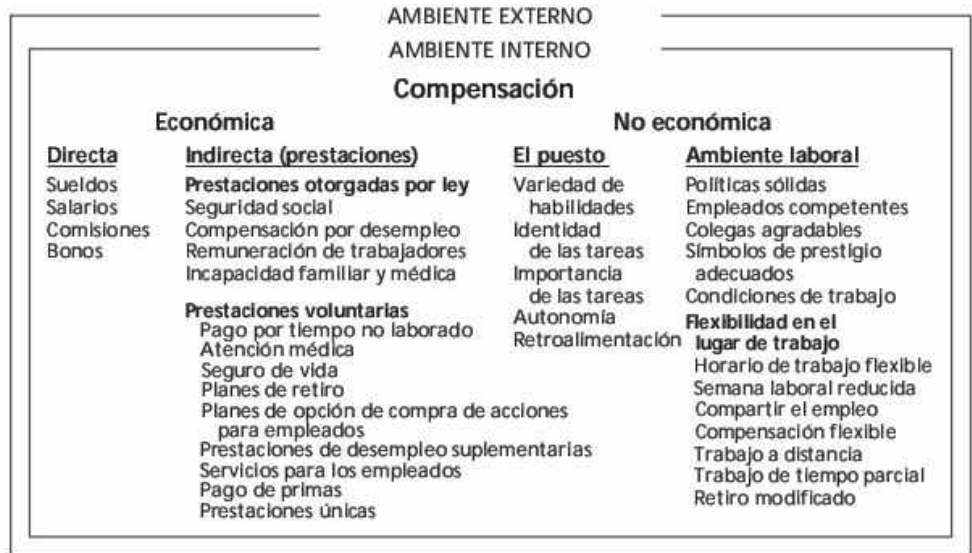 AMBIENTE EXTERNO
AMBIENTE INTERNO
Compensación
Económica
Directa
Sueldos
Salarios
Comisiones
Bonos
Indirecta (prestaciones)
Prestaciones otorgadas por ley
Seguridad social
Compensación por desempleo
Remuneración de trabajadores
Incapacidad familiar y médica
Prestaciones voluntarias
Pago por tiempo no laborado
Atención médica
Seguro de vida
Planes de retiro
Planes de opción de compra de acciones
para empleados
Prestaciones de desempleo suplementarias
Servicios para los empleados
Pago de primas
Prestaciones únicas
No económica
El puesto
Variedad de
habilidades
Identidad
de las tareas
Importancia
de las tareas
Autonomía
Retroalimentación
Ambiente laboral
Políticas sólidas
Empleados competentes
Colegas agradables
Símbolos de prestigio
adecuados
Condiciones de trabajo
Flexibilidad en el
lugar de trabajo
Horario de trabajo flexible
Semana laboral reducida
Compartir el empleo
Compensación flexible
Trabajo a distancia
Trabajo de tiempo parcial
Retiro modificado